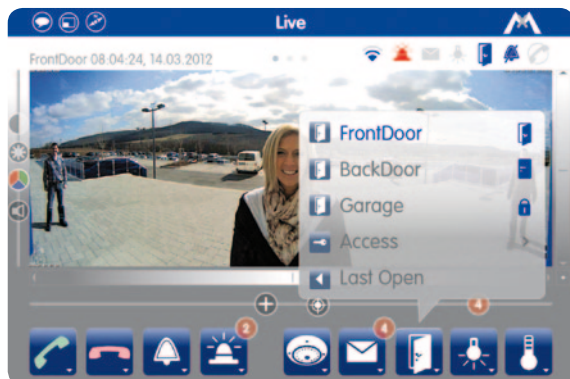 Live
FrontDoor 08:04:24, 14.03.2012
FrontDoor
BackDoor
Garage
Access
Last Open
2
4
4